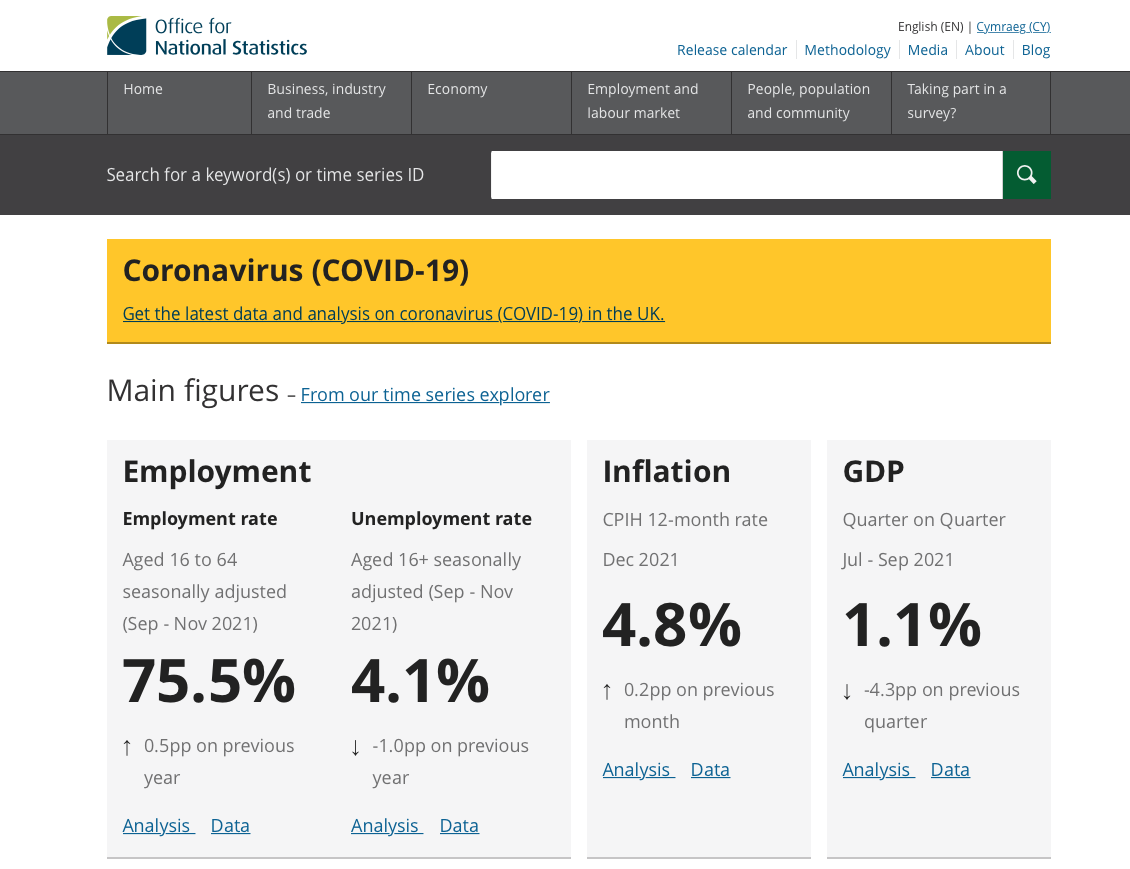 Office for
National Statistics
English (EN) | Cymraeg (CY)
Release calendar Methodology Media About Blog
Home
Business, industry
and trade
Economy
Employment and
labour market
People, population
and community
Taking part in a
survey?
Search for a keyword(s) or time series ID
Coronavirus (COVID-19)
Get the latest data and analysis on coronavirus (COVID-19) in the UK.
Main figures – From our time series explorer
Employment
Employment rate
Aged 16 to 64
seasonally adjusted
(Sep - Nov 2021)
75.5%
↑ 0.5pp on previous
year
Analysis Data
Unemployment rate
Aged 16+ seasonally
adjusted (Sep - Nov
2021)
4.1%
↓ -1.0pp on previous
year
Analysis Data
Inflation
CPIH 12-month rate
Dec 2021
4.8%
↑ 0.2pp on previous
month
Analysis Data
GDP
Quarter on Quarter
Jul - Sep 2021
1.1%
↓ -4.3pp on previous
quarter
Analysis Data